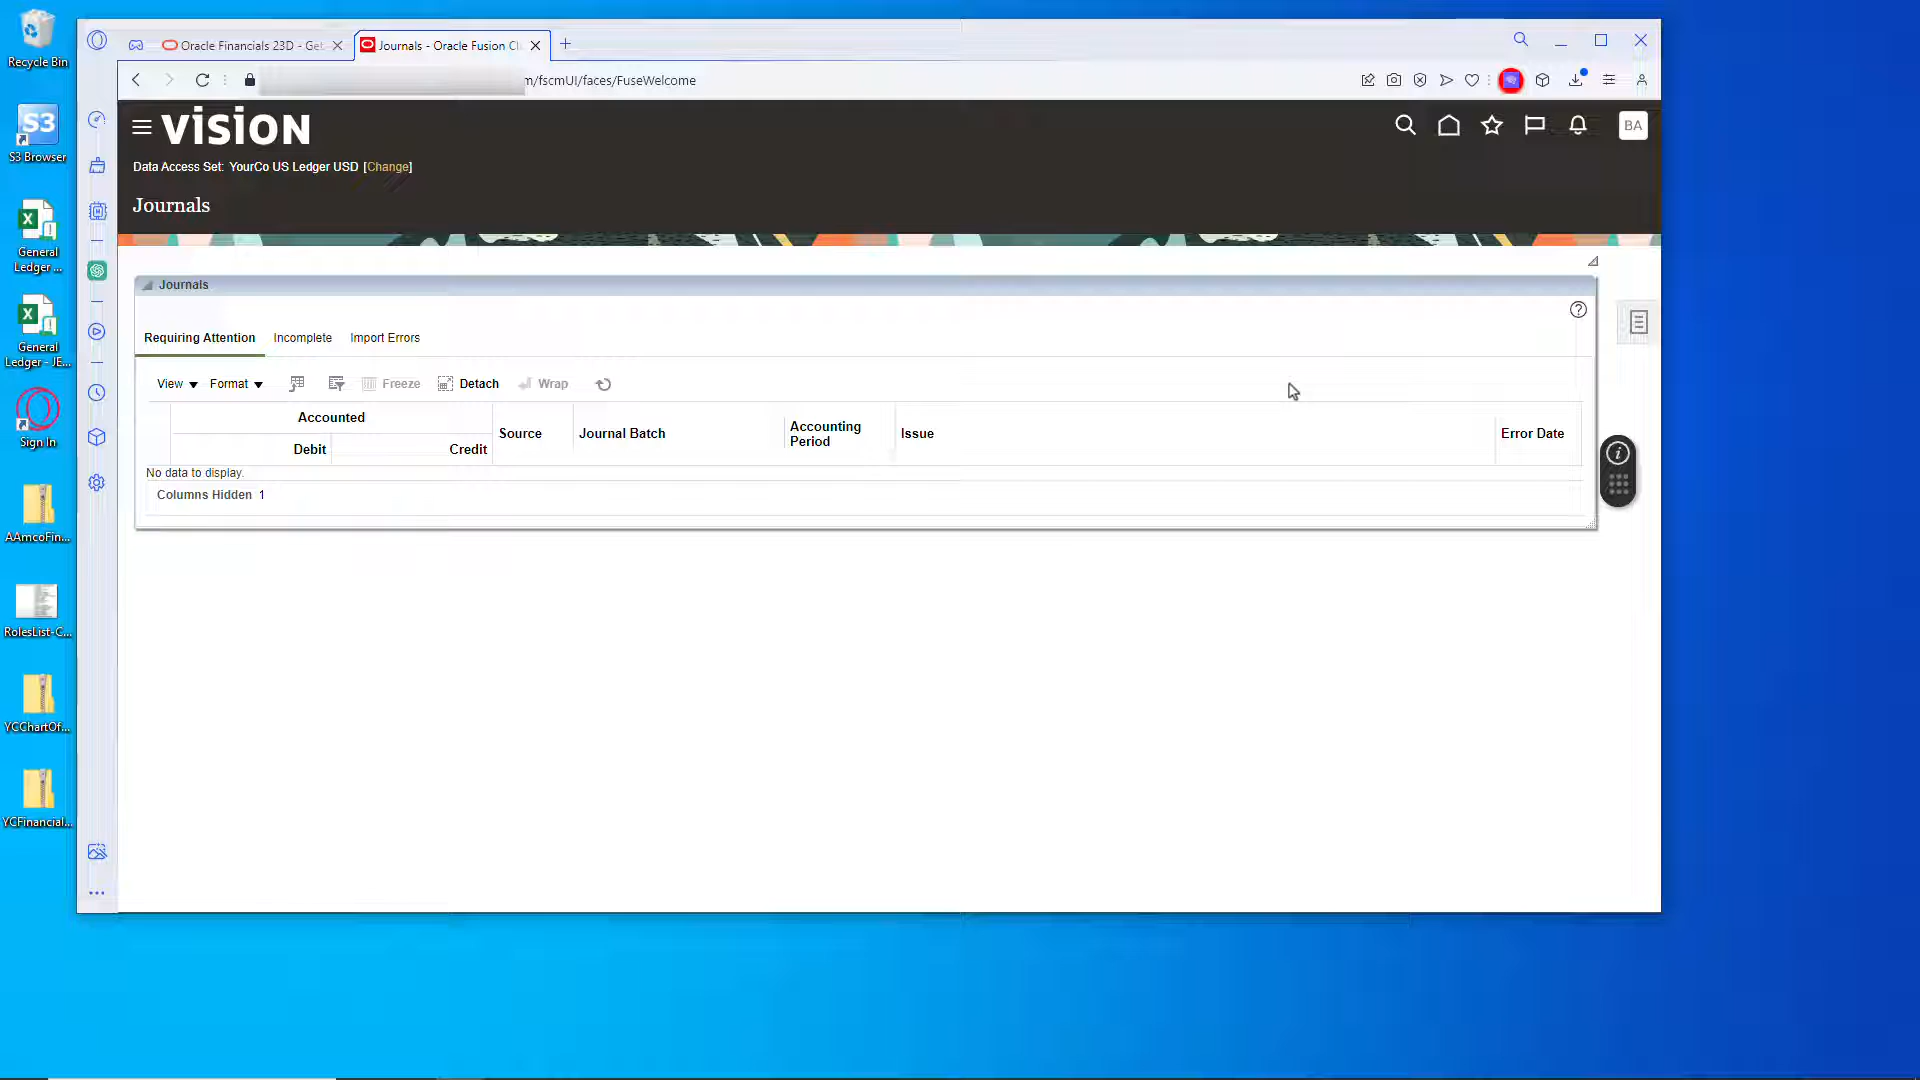 Recycle Bin
S3 Browser
General
Ledger ...
General
Ledger - JE...
Sign In
AAmcoFin...
RolesList-C...
YCChartOf...
YCFinancial...
Oracle Financials 23D - Get
Journals - Oracle Fusion Cl
m/fscmUI/faces/FuseWelcome
VISION
BA
Data Access Set: YourCo US Ledger USD [Change]
Journals
Journals
Requiring Attention Incomplete Import Errors
View Format Freeze Detach Wrap
Accounted
Debit Credit
Source
Journal Batch
Accounting
Period
Issue
Error Date
No data to display.
Columns Hidden 1